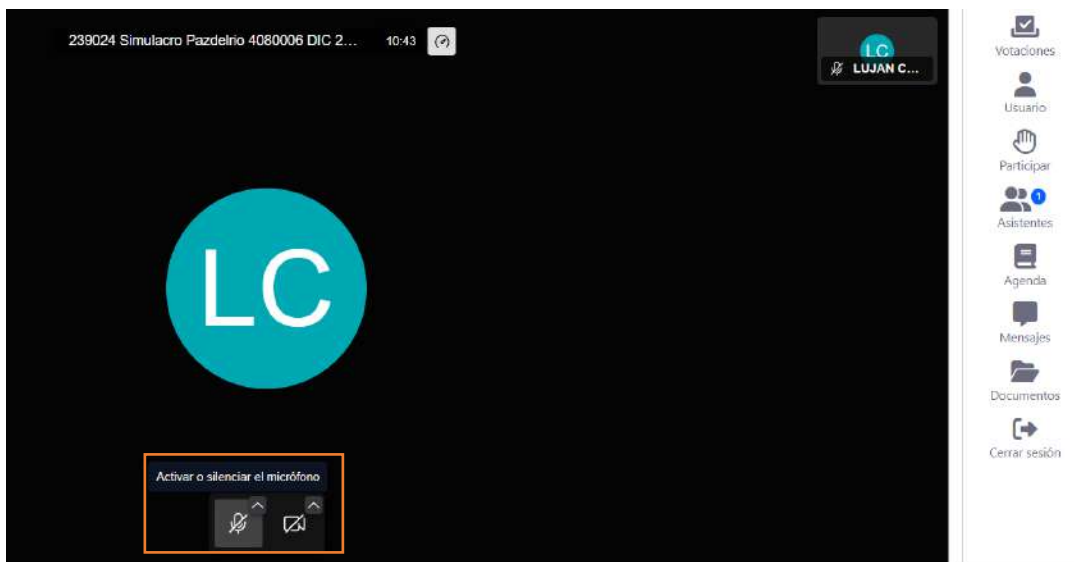 239024 Simulacro Pazdelrio 4080006 DIC 2... 10:43
LC
LUJAN C...
LC
Activar o silenciar el micrófono
Votaciones
Usuario
Participar
1
Asistentes
Agenda
Mensajes
Documentos
Cerrar sesión